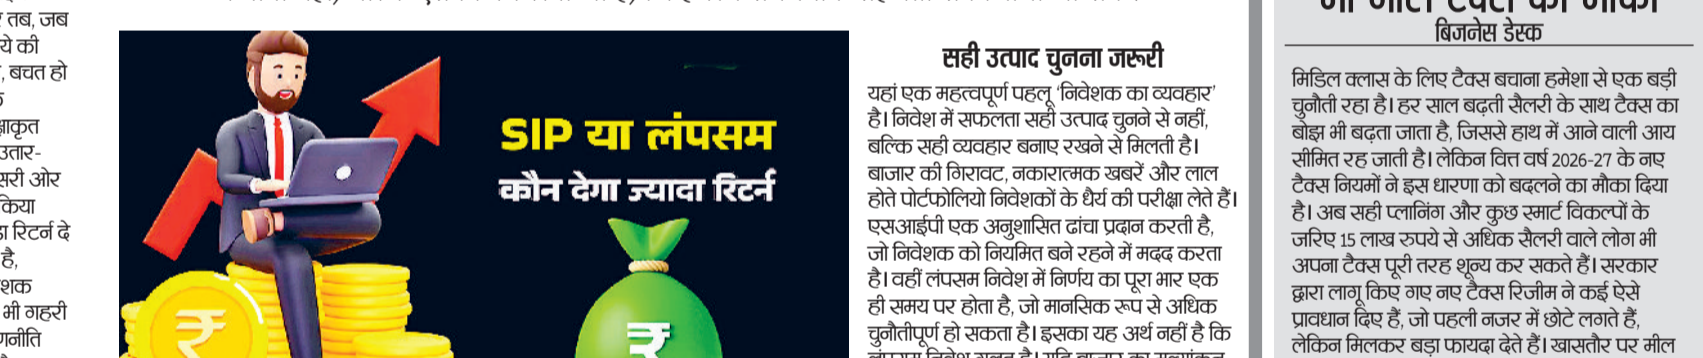 तब, जब
ये की
, बचत हो
उतार-
सरी ओर
किया
रिटर्न दे
है,
शक
भी गहरी
SIP या लंपसम
कौन देगा ज्यादा रिटर्न
सही उत्पाद चुनना जरूरी
यहां एक महत्वपूर्ण पहलू ‘निवेशक का व्यवहार’
है। निवेश में सफलता सही उत्पाद चुनने से नहीं,
बल्कि सही व्यवहार बनाए रखने से मिलती है।
बाजार की गिरावट, नकारात्मक खबरें और लाल
होते पोर्टफोलियो निवेशकों के धैर्य की परीक्षा लेते हैं।
एसआईपी एक अनुशासित ढांचा प्रदान करती है,
जो निवेशक को नियमित बने रहने में मदद करता
है। वहीं लंपसम निवेश में निर्णय का पूरा भार एक
ही समय पर होता है, जो मानसिक रूप से अधिक
चुनौतीपूर्ण हो सकता है। इसका यह अर्थ नहीं है कि
बिजनेस डेस्क
मिडिल क्लास के लिए टैक्स बचाना हमेशा से एक बड़ी
चुनौती रहा है। हर साल बढ़ती सैलरी के साथ टैक्स का
बोझ भी बढ़ता जाता है, जिससे हाथ में आने वाली आय
सीमित रह जाती है। लेकिन वित्त वर्ष 2026-27 के नए
टैक्स नियमों ने इस धारणा को बदलने का मौका दिया
है। अब सही प्लानिंग और कुछ स्मार्ट विकल्पों के
जरिए 15 लाख रुपये से अधिक सैलरी वाले लोग भी
अपना टैक्स पूरी तरह शून्य कर सकते हैं। सरकार
द्वारा लागू किए गए नए टैक्स रिजीम ने कई ऐसे
प्रावधान दिए हैं, जो पहली नजर में छोटे लगते हैं,
लेकिन मिलकर बड़ा फायदा देते हैं। खासतौर पर मील